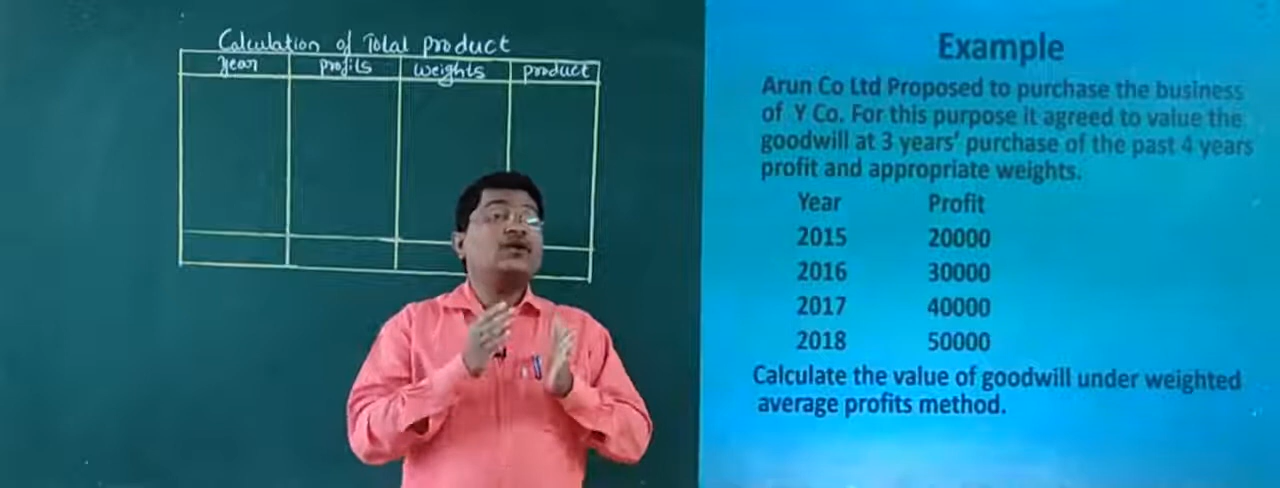 Calculation of Total product
Year profits weights product
Example
Arun Co Ltd Proposed to purchase the business
of Y Co. For this purpose it agreed to value the
goodwill at 3 years' purchase of the past 4 years
profit and appropriate weights.
Year Profit
2015 20000
2016 30000
2017 40000
2018 50000
Calculate the value of goodwill under weighted
average profits method.